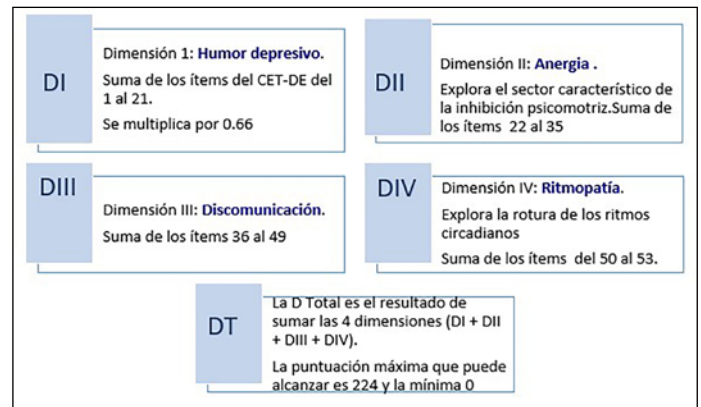 DI
Dimensión 1: Humor depresivo.
Suma de los ítems del CET-DE del
1 al 21.
Se multiplica por 0.66
DII
Dimensión II: Anergia .
Explora el sector característico de
la inhibición psicomotriz.Suma de
los ítems 22 al 35
DIII
Dimensión III: Discomunicación.
Suma de los ítems 36 al 49
DIV
Dimensión IV: Ritmopatía.
Explora la rotura de los ritmos
circadianos
Suma de los ítems del 50 al 53.
DT
La D Total es el resultado de
sumar las 4 dimensiones (DI + DII
+ DIII + DIV).
La puntuación máxima que puede
alcanzar es 224 y la mínima 0